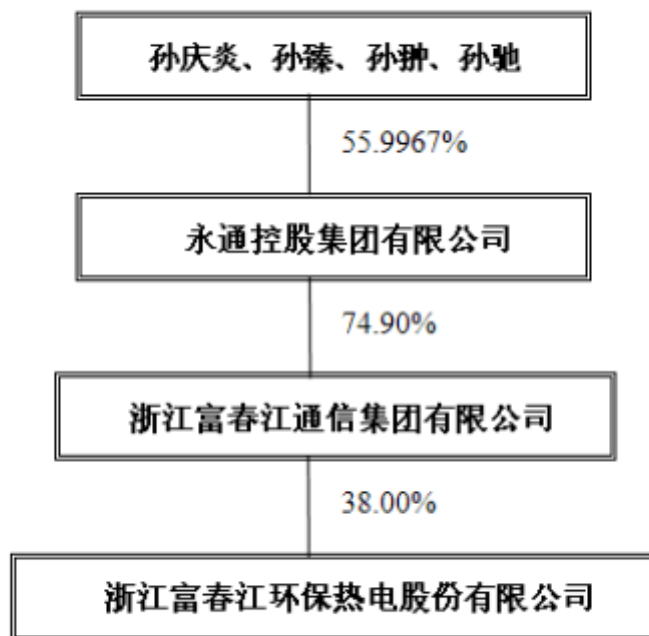 孙庆炎、孙臻、孙翀、孙驰
55.9967%
永通控股集团有限公司
74.90%
浙江富春江通信集团有限公司
38.00%
浙江富春江环保热电股份有限公司